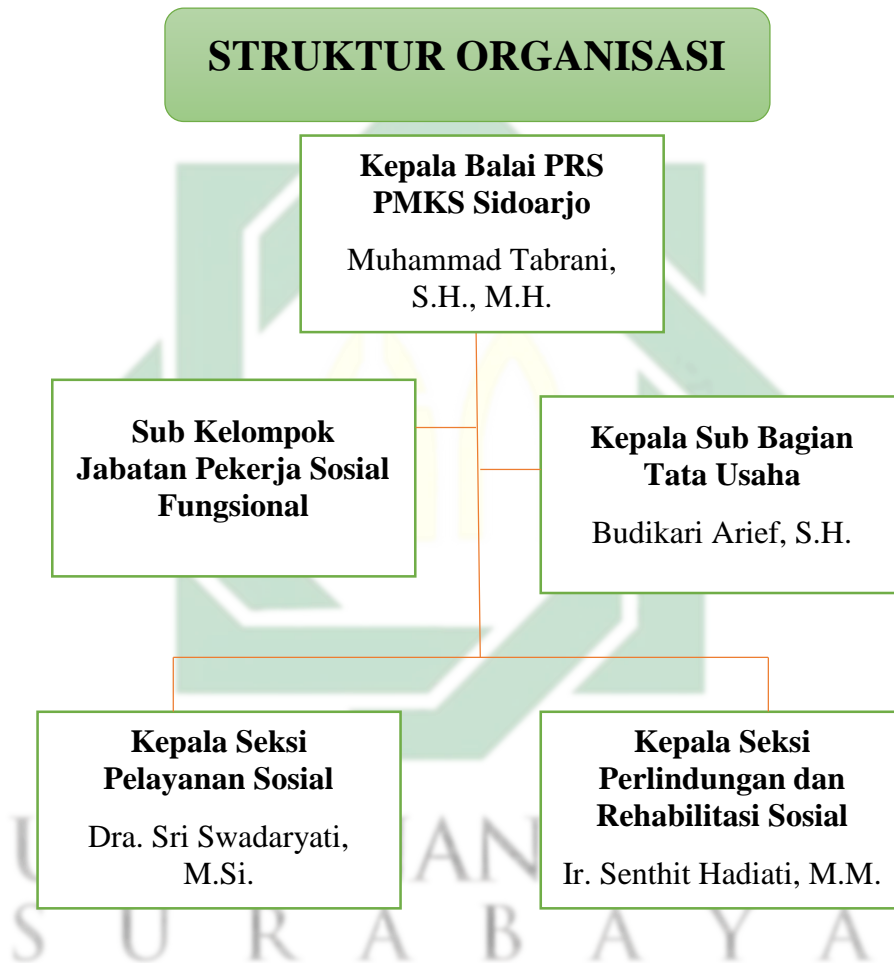 STRUKTUR ORGANISASI
Kepala Balai PRS
PMKS Sidoarjo
Muhammad Tabrani,
S.H., M.H.
Sub Kelompok
Jabatan Pekerja Sosial
Fungsional
Kepala Sub Bagian
Tata Usaha
Budikari Arief, S.H.
Kepala Seksi
Pelayanan Sosial
Dra. Sri Swadaryati,
M.Si.
Kepala Seksi
Perlindungan dan
Rehabilitasi Sosial
Ir. Senthit Hadiati, M.M.
S U R A B A Y A